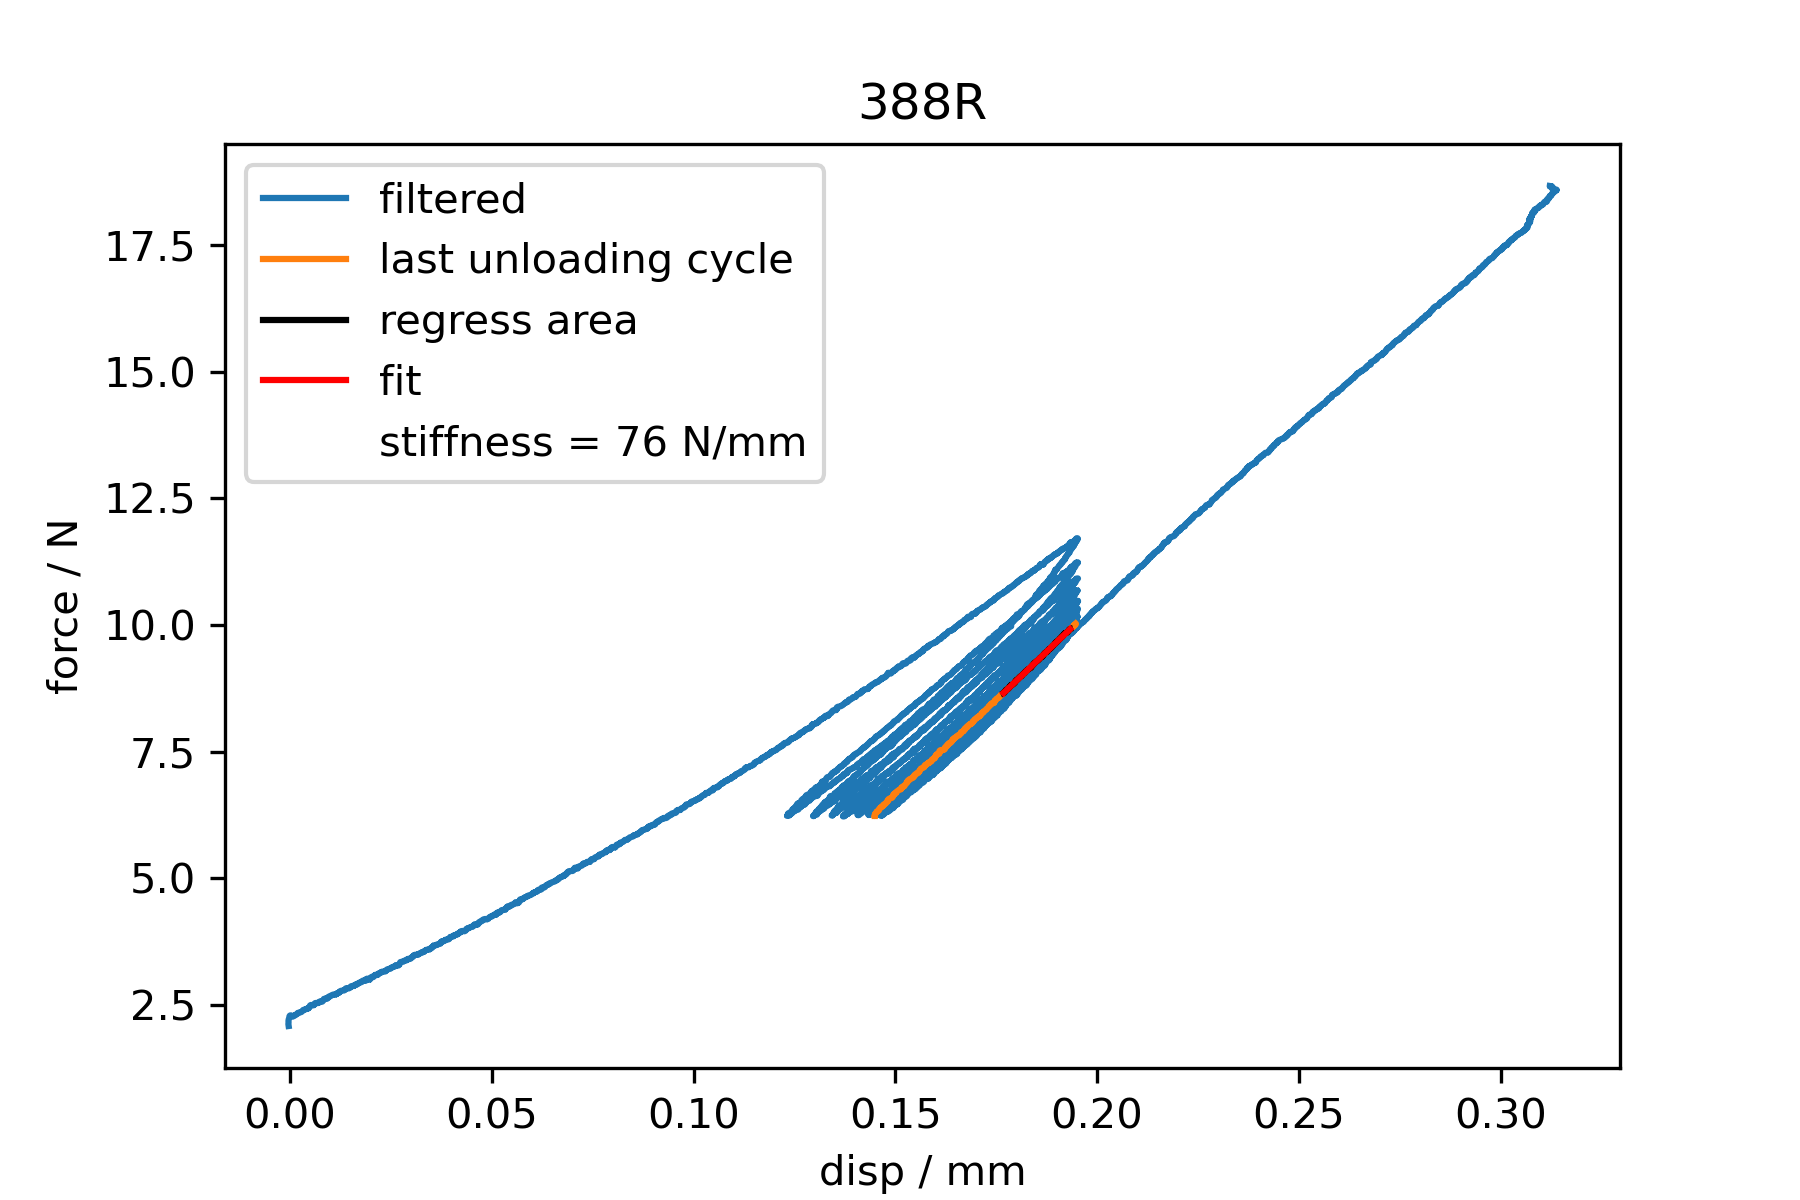 388R
filtered
last unloading cycle
regress area
fit
stiffness = 76 N/mm
force / N
17.5
15.0
12.5
10.0
7.5
5.0
2.5
0.00 0.05 0.10 0.15 0.20 0.25 0.30
disp / mm